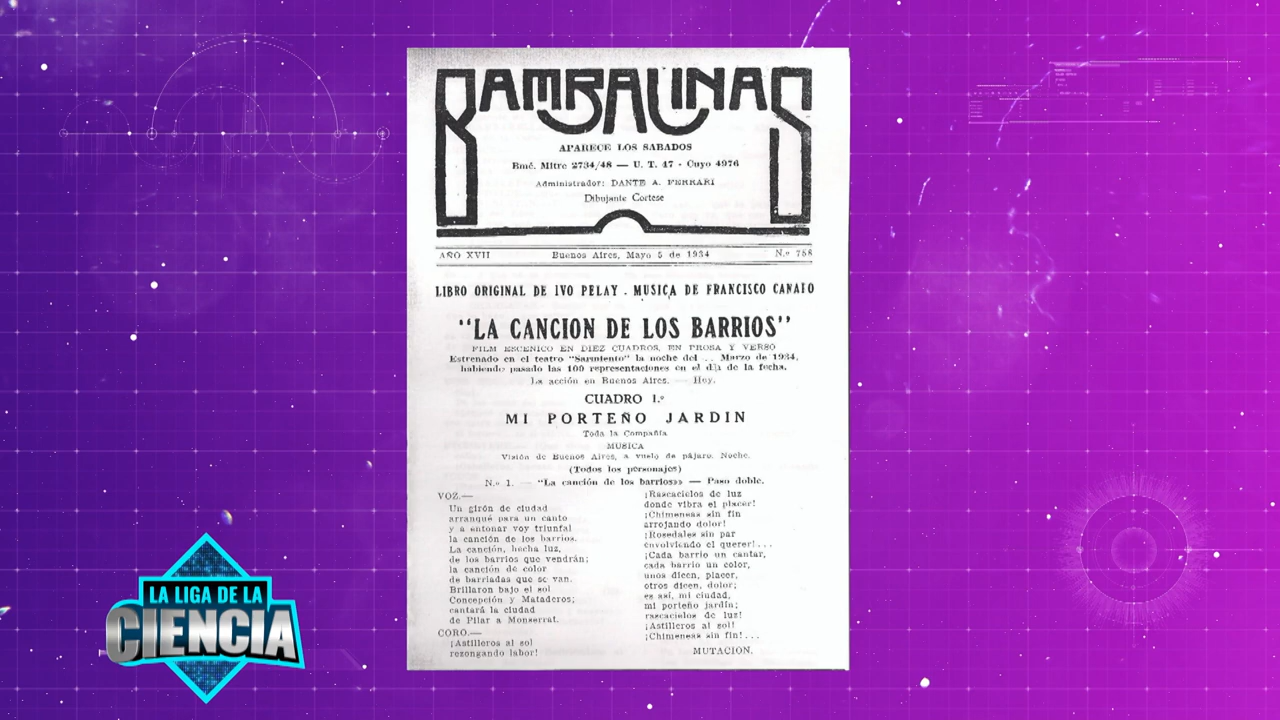 BAMBALINAS
APARECE LOS SABADOS
Bmé. Mitre 2734/48 — U. T. 47 - Cuyo 4976
Administrador: DANTE A. FERRARI
Dibujante Cortese
AÑO XVII Buenos Aires, Mayo 5 de 1934 N.º 758
LIBRO ORIGINAL DE IVO PELAY . MUSICA DE FRANCISCO CANARO
"LA CANCION DE LOS BARRIOS"
FILM ESCENICO EN DIEZ CUADROS, EN PROSA Y VERSO
Estrenado en el teatro "Sarmiento" la noche del .. Marzo de 1934,
habiendo pasado las 100 representaciones en el día de la fecha.
La acción en Buenos Aires. — Hoy.
CUADRO 1.º
MI PORTEÑO JARDIN
Toda la Compañía
MUSICA
Visión de Buenos Aires, a vuelo de pájaro. Noche.
(Todos los personajes)
N.º 1. — "La canción de los barrios» — Paso doble.
VOZ.—
Un girón de ciudad
arranqué para un canto
y a entonar voy triunfal
la canción de los barrios.
La canción, hecha luz,
de los barrios que vendrán;
la canción de color
de barriadas que se van.
Brillaron bajo el sol
Concepción y Mataderos;
cantará la ciudad
de Pilar a Monserrat.
CORO.—
¡Astilleros al sol
rezongando labor!
¡Rascacielos de luz
donde vibra el placer!
¡Chimeneas sin fin
arrojando dolor!
¡Rosedales sin par
envolviendo el querer!...
¡Cada barrio un cantar,
cada barrio un color,
unos dicen, placer,
otros dicen, dolor;
es así, mi ciudad,
mi porteño jardín;
rascacielos de luz!
¡Astilleros al sol!
¡Chimeneas sin fin!...
MUTACION.
LA LIGA DE LA
CIENCIA